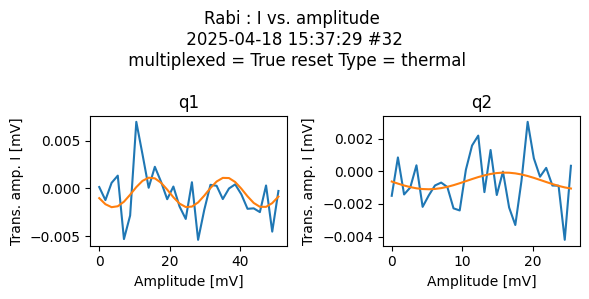 Rabi : I vs. amplitude
2025-04-18 15:37:29 #32
multiplexed = True reset Type = thermal
q1
q2
Trans. amp. I [mV]
0.005
0.000
−0.005
0
20
40
Amplitude [mV]
Trans. amp. I [mV]
0.002
0.000
−0.002
−0.004
0
10
20
Amplitude [mV]